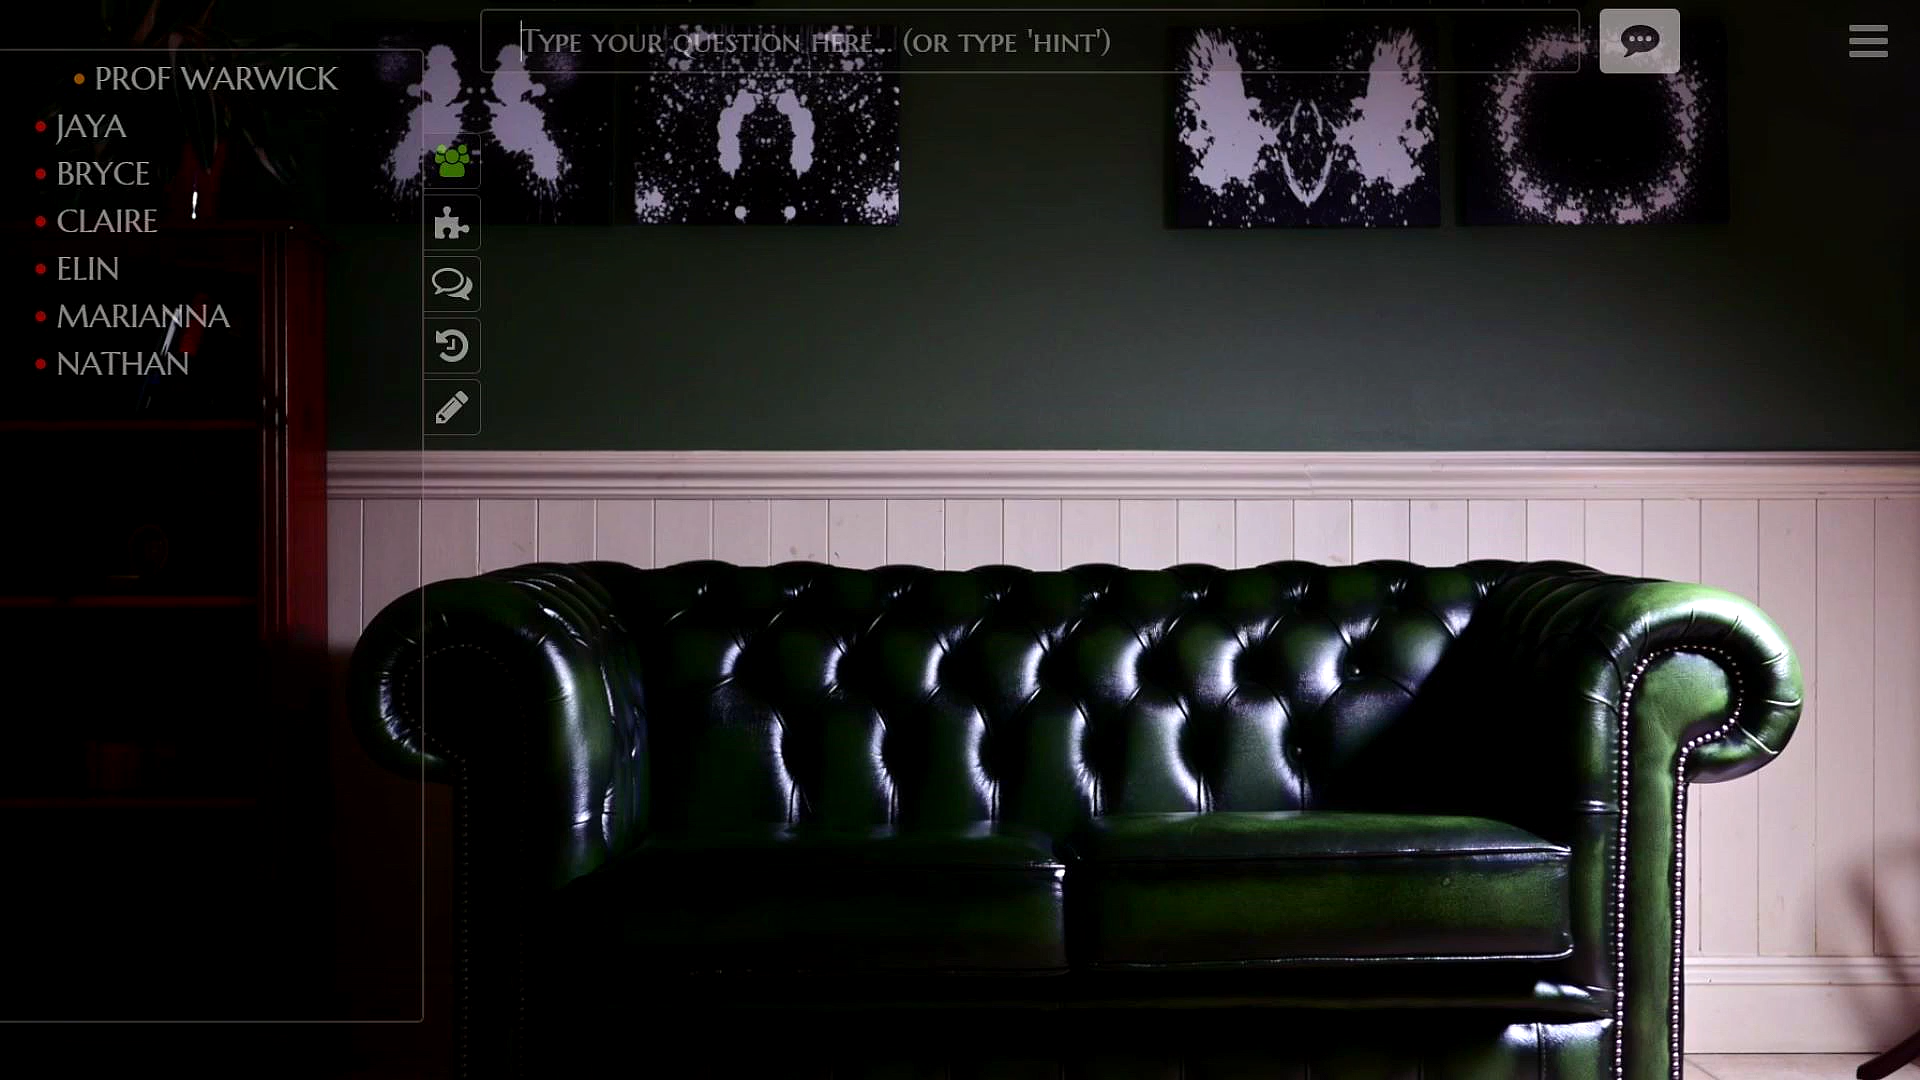 Type your question here... (or type 'hint')
PROF WARWICK
JAYA
BRYCE
CLAIRE
ELIN
MARIANNA
NATHAN